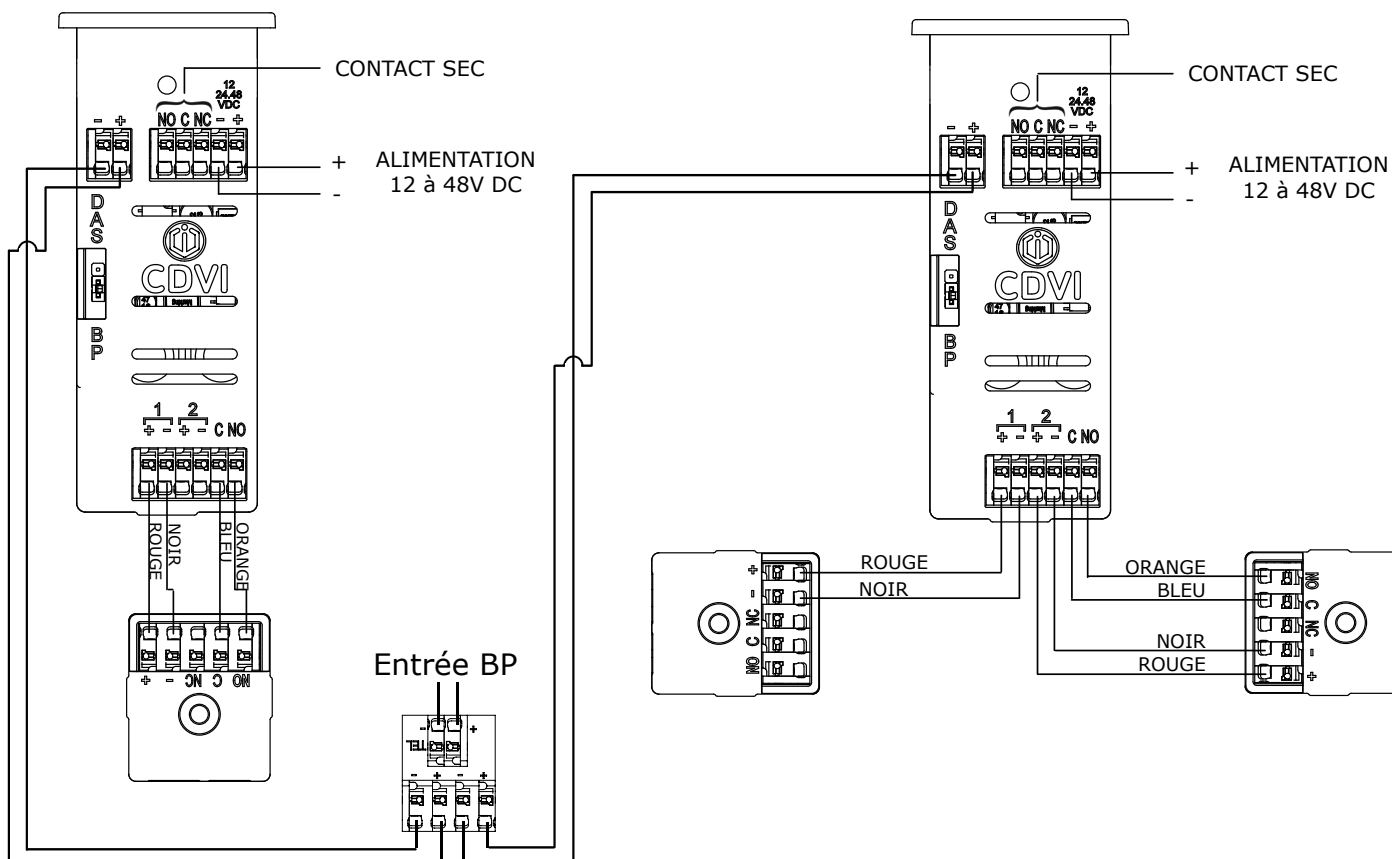 CONTACT SEC
12
24.48
VDC
- +
NO C NC - +
+ ALIMENTATION
12 à 48V DC
-
D
A
S
CDVI
B
P
1 2
+ - + - C NO
ROUGE
NOIR
BLEU
ORANGE
+ - NC C NO
Entrée BP
- +
TEL
- + - +
CONTACT SEC
12
24.48
VDC
- +
NO C NC - +
+ ALIMENTATION
12 à 48V DC
-
D
A
S
CDVI
B
P
1 2
+ - + - C NO
ROUGE
NOIR
+ - NC C NO
ORANGE
BLEU
NOIR
ROUGE
NO C NC - +